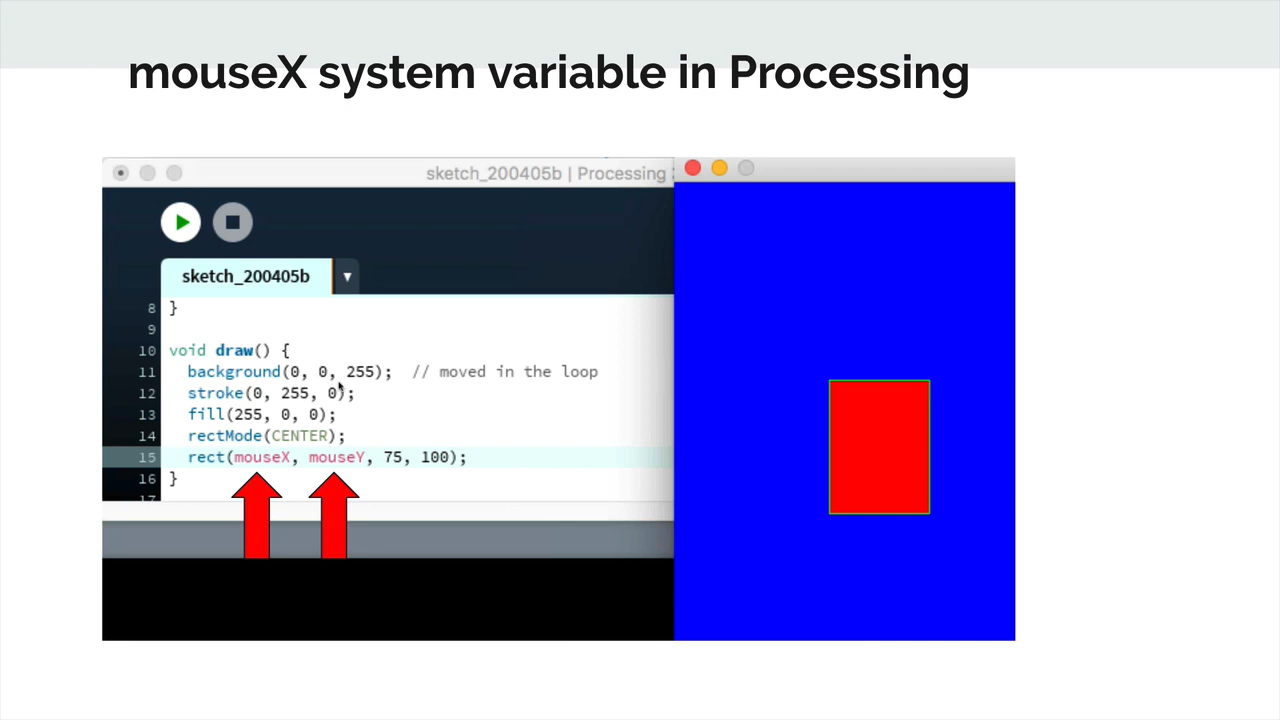 mouseX system variable in Processing
sketch_200405b | Processing
sketch_200405b ▼
8 }
9
10 void draw() {
11 background(0, 0, 255); // moved in the loop
12 stroke(0, 255, 0);
13 fill(255, 0, 0);
14 rectMode(CENTER);
15 rect(mouseX, mouseY, 75, 100);
16 }
17